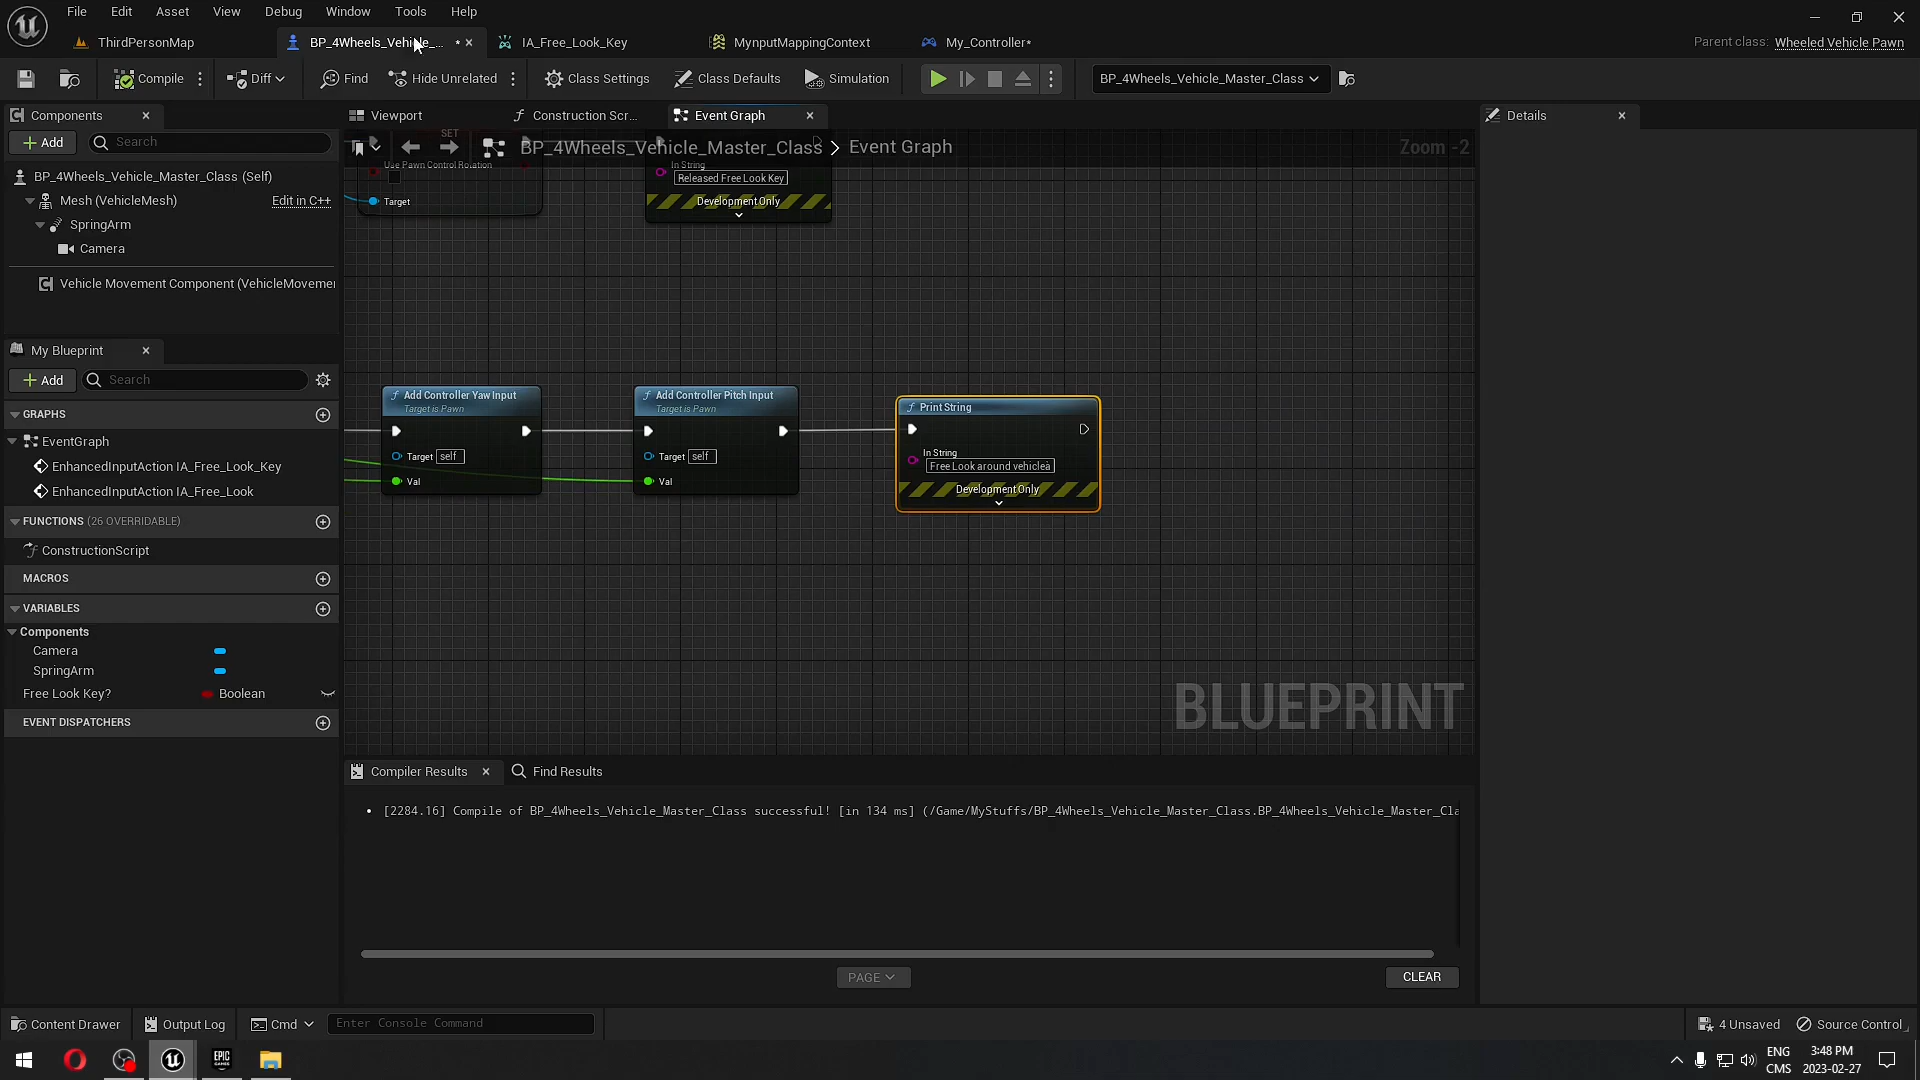 File Edit Asset View Debug Window Tools Help
ThirdPersonMap
BP_4Wheels_Vehicle_... *
IA_Free_Look_Key
MynputMappingContext
My_Controller*
Parent class: Wheeled Vehicle Pawn
Compile
Diff
Find
Hide Unrelated
Class Settings
Class Defaults
Simulation
BP_4Wheels_Vehicle_Master_Class
Components
Add
Search
BP_4Wheels_Vehicle_Master_Class (Self)
Mesh (VehicleMesh)
Edit in C++
SpringArm
Camera
Vehicle Movement Component (VehicleMovemer
My Blueprint
Add
Search
GRAPHS
EventGraph
EnhancedInputAction IA_Free_Look_Key
EnhancedInputAction IA_Free_Look
FUNCTIONS (26 OVERRIDABLE)
ConstructionScript
MACROS
VARIABLES
Components
Camera
SpringArm
Free Look Key?
Boolean
EVENT DISPATCHERS
Viewport
Construction Scr...
Event Graph
BP_4Wheels_Vehicle_Master_Class > Event Graph
Zoom -2
SET
Use Pawn Control Rotation
Target
In String
Released Free Look Key
Development Only
Add Controller Yaw Input
Target is Pawn
Target self
Val
Add Controller Pitch Input
Target is Pawn
Target self
Val
Print String
In String
Free Look around vehicleà
Development Only
BLUEPRINT
Compiler Results
Find Results
• [2284.16] Compile of BP_4Wheels_Vehicle_Master_Class successful! [in 134 ms] (/Game/MyStuffs/BP_4Wheels_Vehicle_Master_Class.BP_4Wheels_Vehicle_Master_Cla
PAGE
CLEAR
Details
Content Drawer
Output Log
Cmd
Enter Console Command
4 Unsaved
Source Control
EPIC
GAMES
ENG
CMS
3:48 PM
2023-02-27